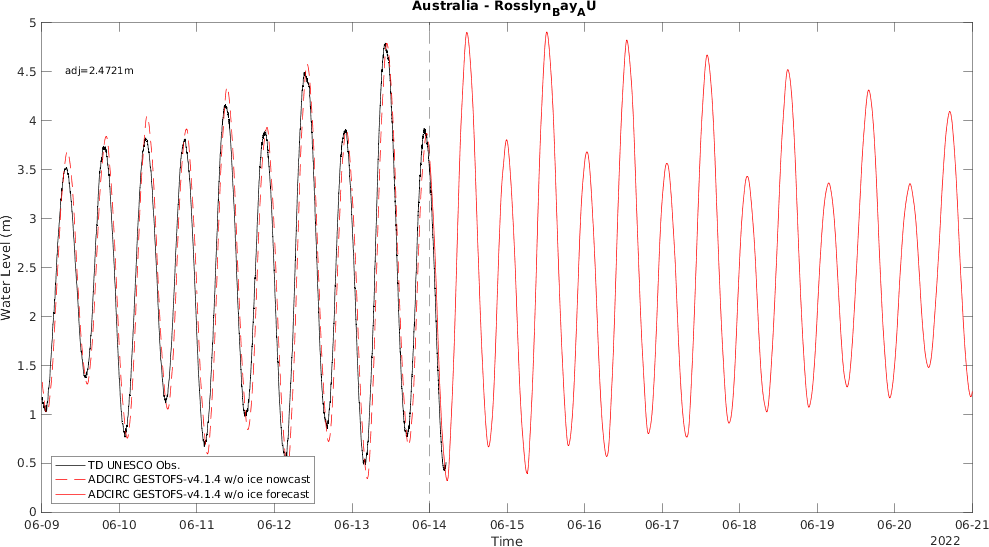 Australia - Rosslyn_Bay_AU
5
4.5
4
3.5
3
2.5
2
1.5
1
0.5
0
Water Level (m)
adj=2.4721m
TD UNESCO Obs.
ADCIRC GESTOFS-v4.1.4 w/o ice nowcast
ADCIRC GESTOFS-v4.1.4 w/o ice forecast
06-09 06-10 06-11 06-12 06-13 06-14 06-15 06-16 06-17 06-18 06-19 06-20 06-21
Time
2022